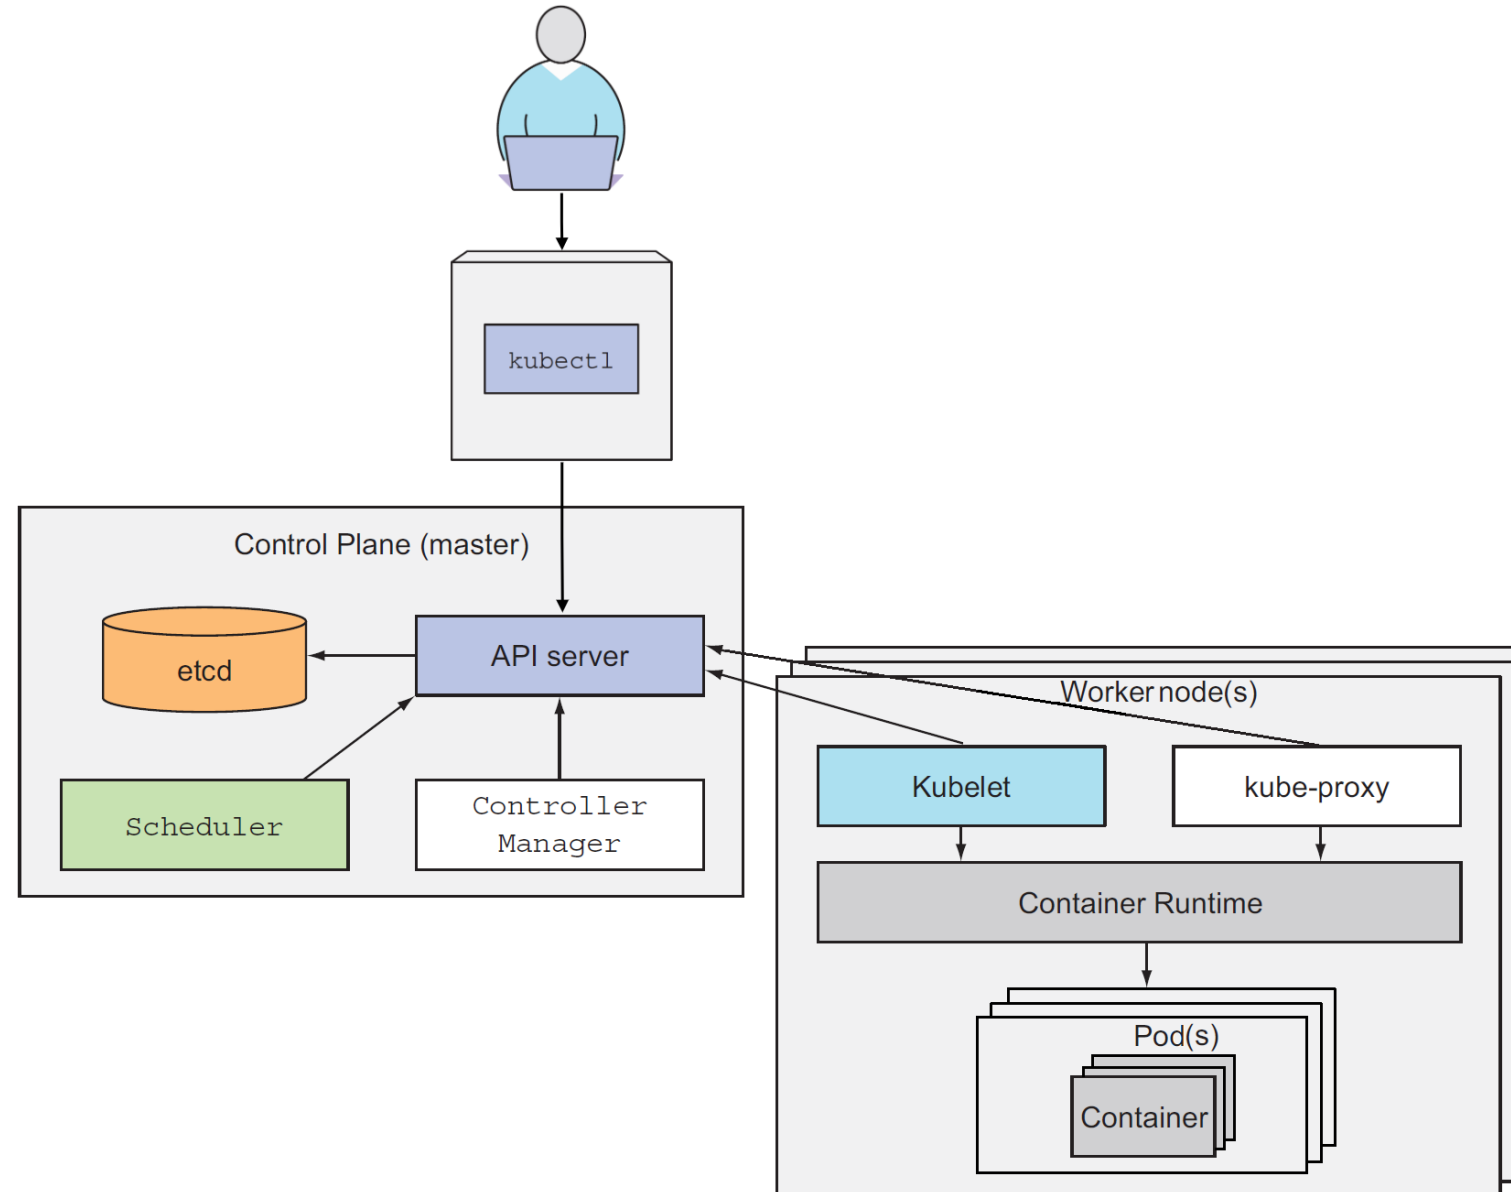 kubectl
Control Plane (master)
etcd
API server
Scheduler
Controller
Manager
Worker node(s)
Kubelet
kube-proxy
Container Runtime
Pod(s)
Container